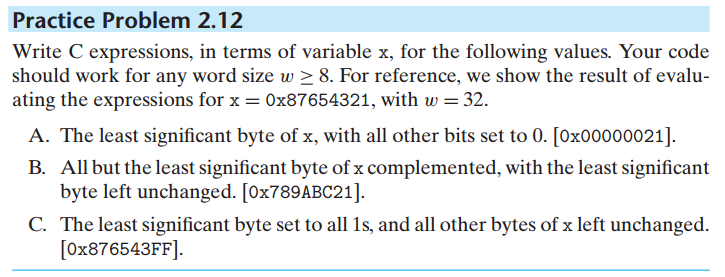 Practice Problem 2.12
Write C expressions, in terms of variable x, for the following values. Your code
should work for any word size w ≥ 8. For reference, we show the result of evalu-
ating the expressions for x = 0x87654321, with w = 32.
A. The least significant byte of x, with all other bits set to 0. [0x00000021].
B. All but the least significant byte of x complemented, with the least significant
byte left unchanged. [0x789ABC21].
C. The least significant byte set to all 1s, and all other bytes of x left unchanged.
[0x876543FF].